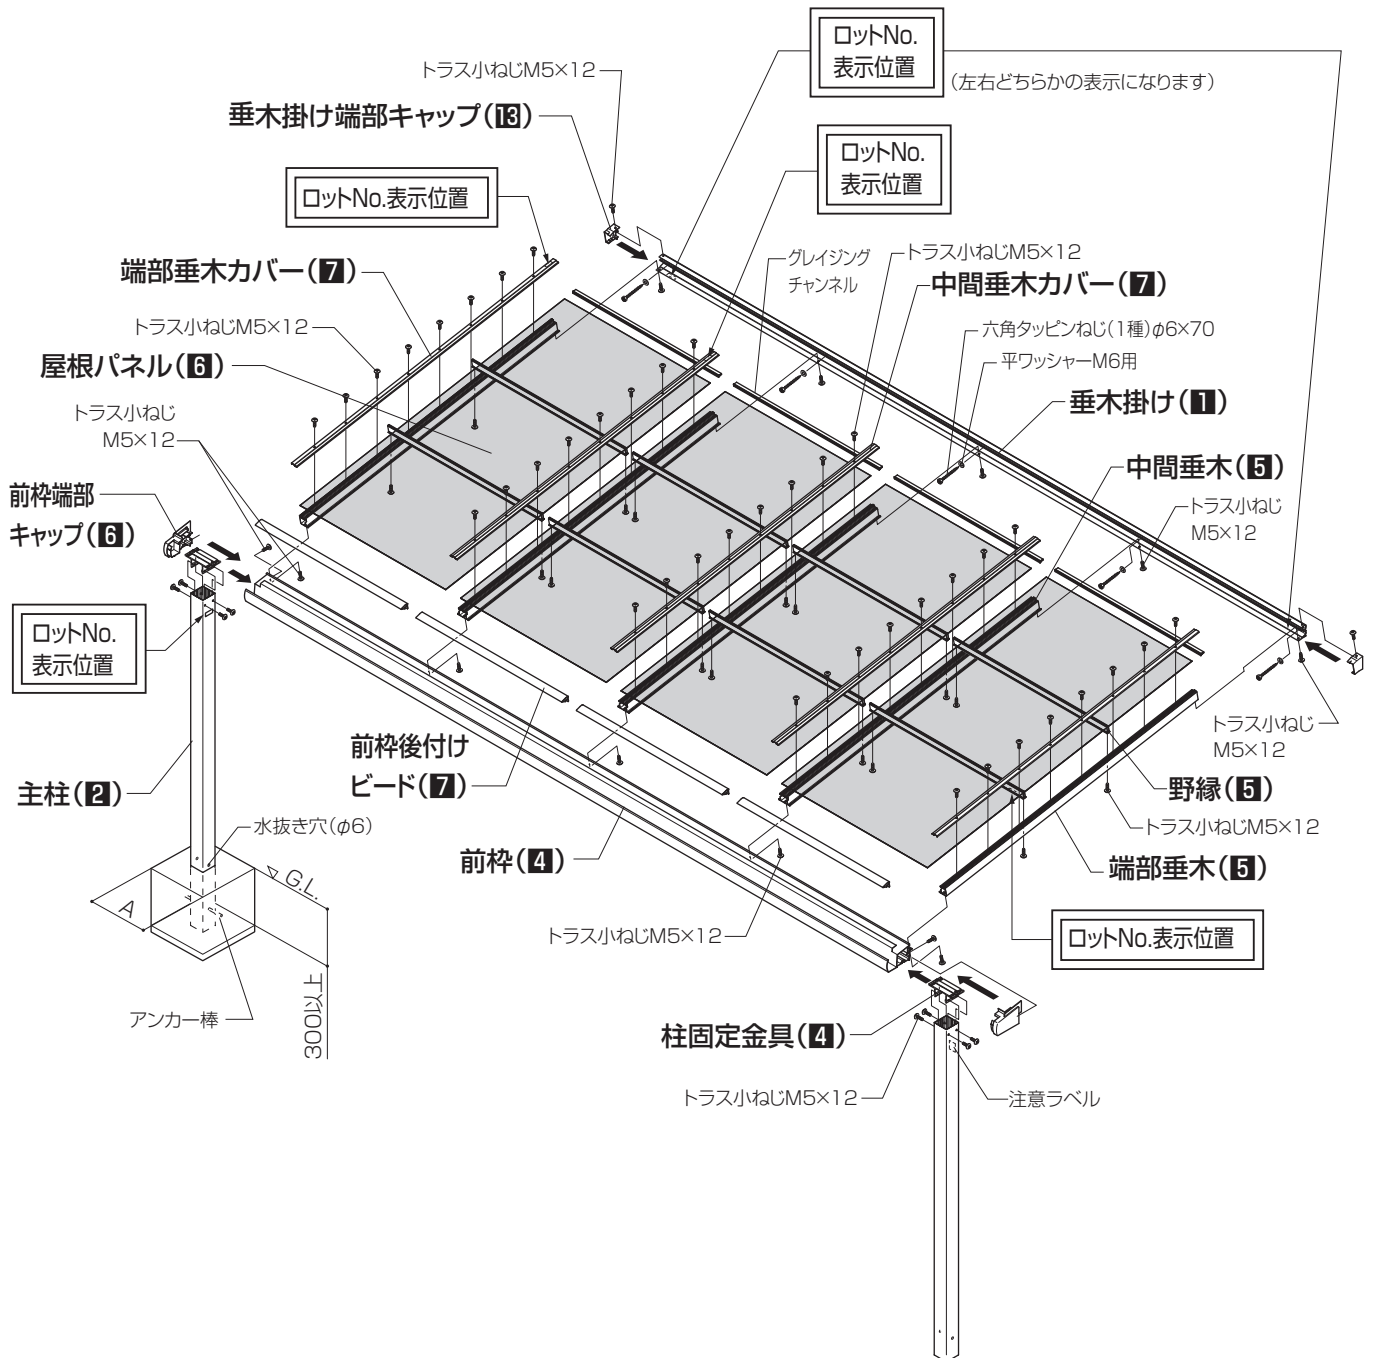 ロットNo.
表示位置
(左右どちらかの表示になります)
トラス小ねじM5×12
垂木掛け端部キャップ(13)
ロットNo.
表示位置
ロットNo.表示位置
端部垂木カバー(7)
グレイジング
チャンネル
トラス小ねじM5×12
中間垂木カバー(7)
トラス小ねじM5×12
六角タッピンねじ(1種)φ6×70
屋根パネル(6)
平ワッシャーM6用
垂木掛け(1)
トラス小ねじ
M5×12
中間垂木(5)
前枠端部
キャップ(6)
トラス小ねじ
M5×12
ロットNo.
表示位置
トラス小ねじ
M5×12
前枠後付け
ビード(7)
主柱(2)
野縁(5)
水抜き穴(φ6)
トラス小ねじM5×12
前枠(4)
端部垂木(5)
G.L.
A
トラス小ねじM5×12
ロットNo.表示位置
アンカー棒
300以上
柱固定金具(4)
トラス小ねじM5×12
注意ラベル